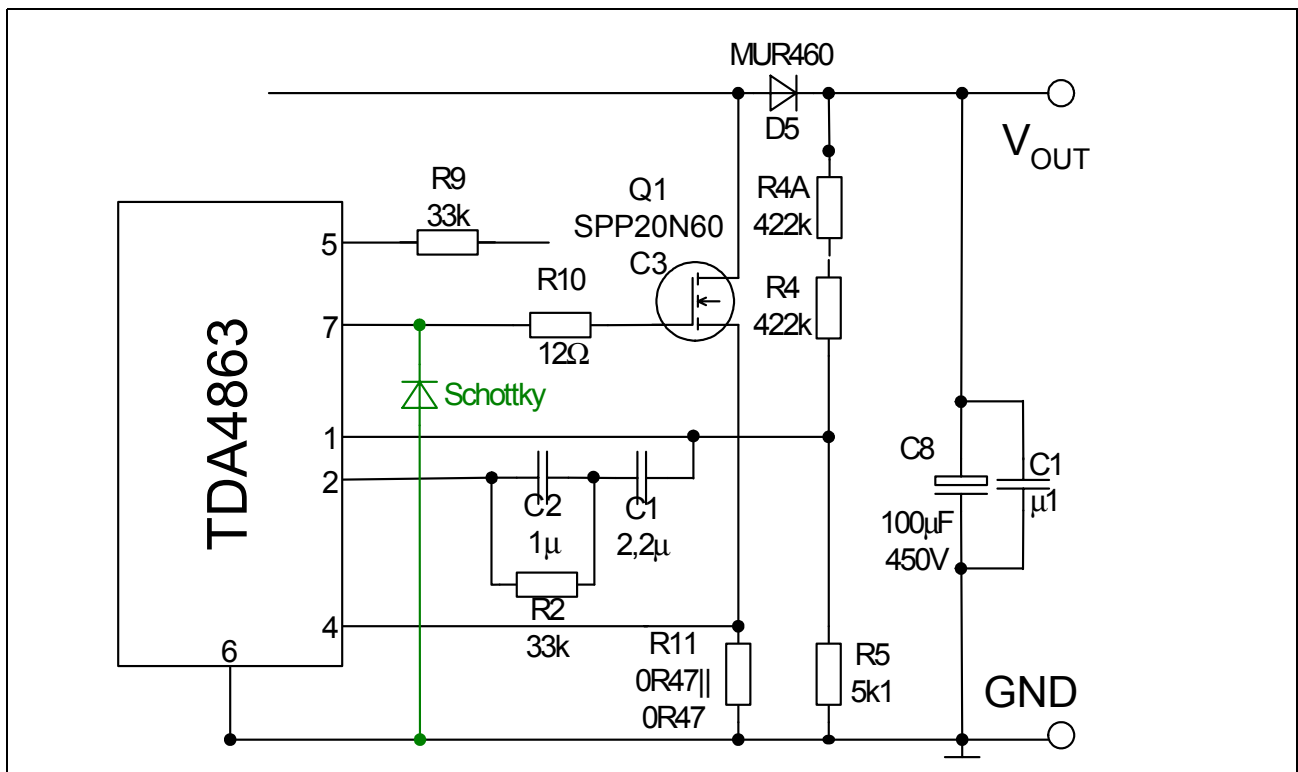 MUR460
D5
V OUT
R9
33k
5
Q1
SPP20N60
C3
R4A
422k
R10
12Ω
R4
422k
7
TDA4863
Schottky
1
2
C2
1µ
C1
2,2µ
C8
100µF
450V
C1
µ1
R2
33k
4
6
R11
0R47||
0R47
R5
5k1
GND